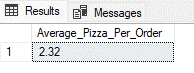 Results Messages
Average_Pizza_Per_Order
1 2.32